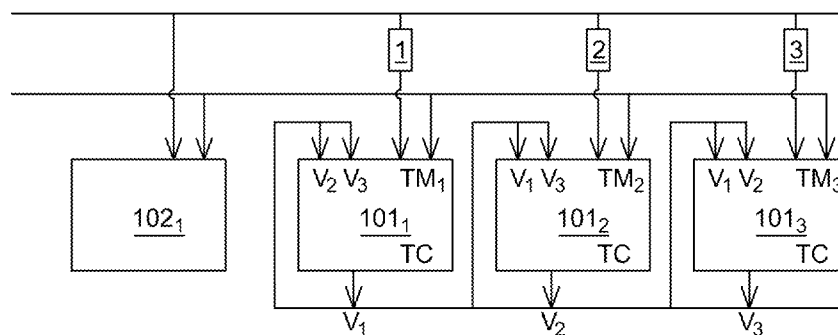 1 2 3
V₂ V₃ TM₁ V₁ V₃ TM₂ V₁ V₂ TM₃
102₁ 101₁ 101₂ 101₃
TC TC TC
V₁ V₂ V₃